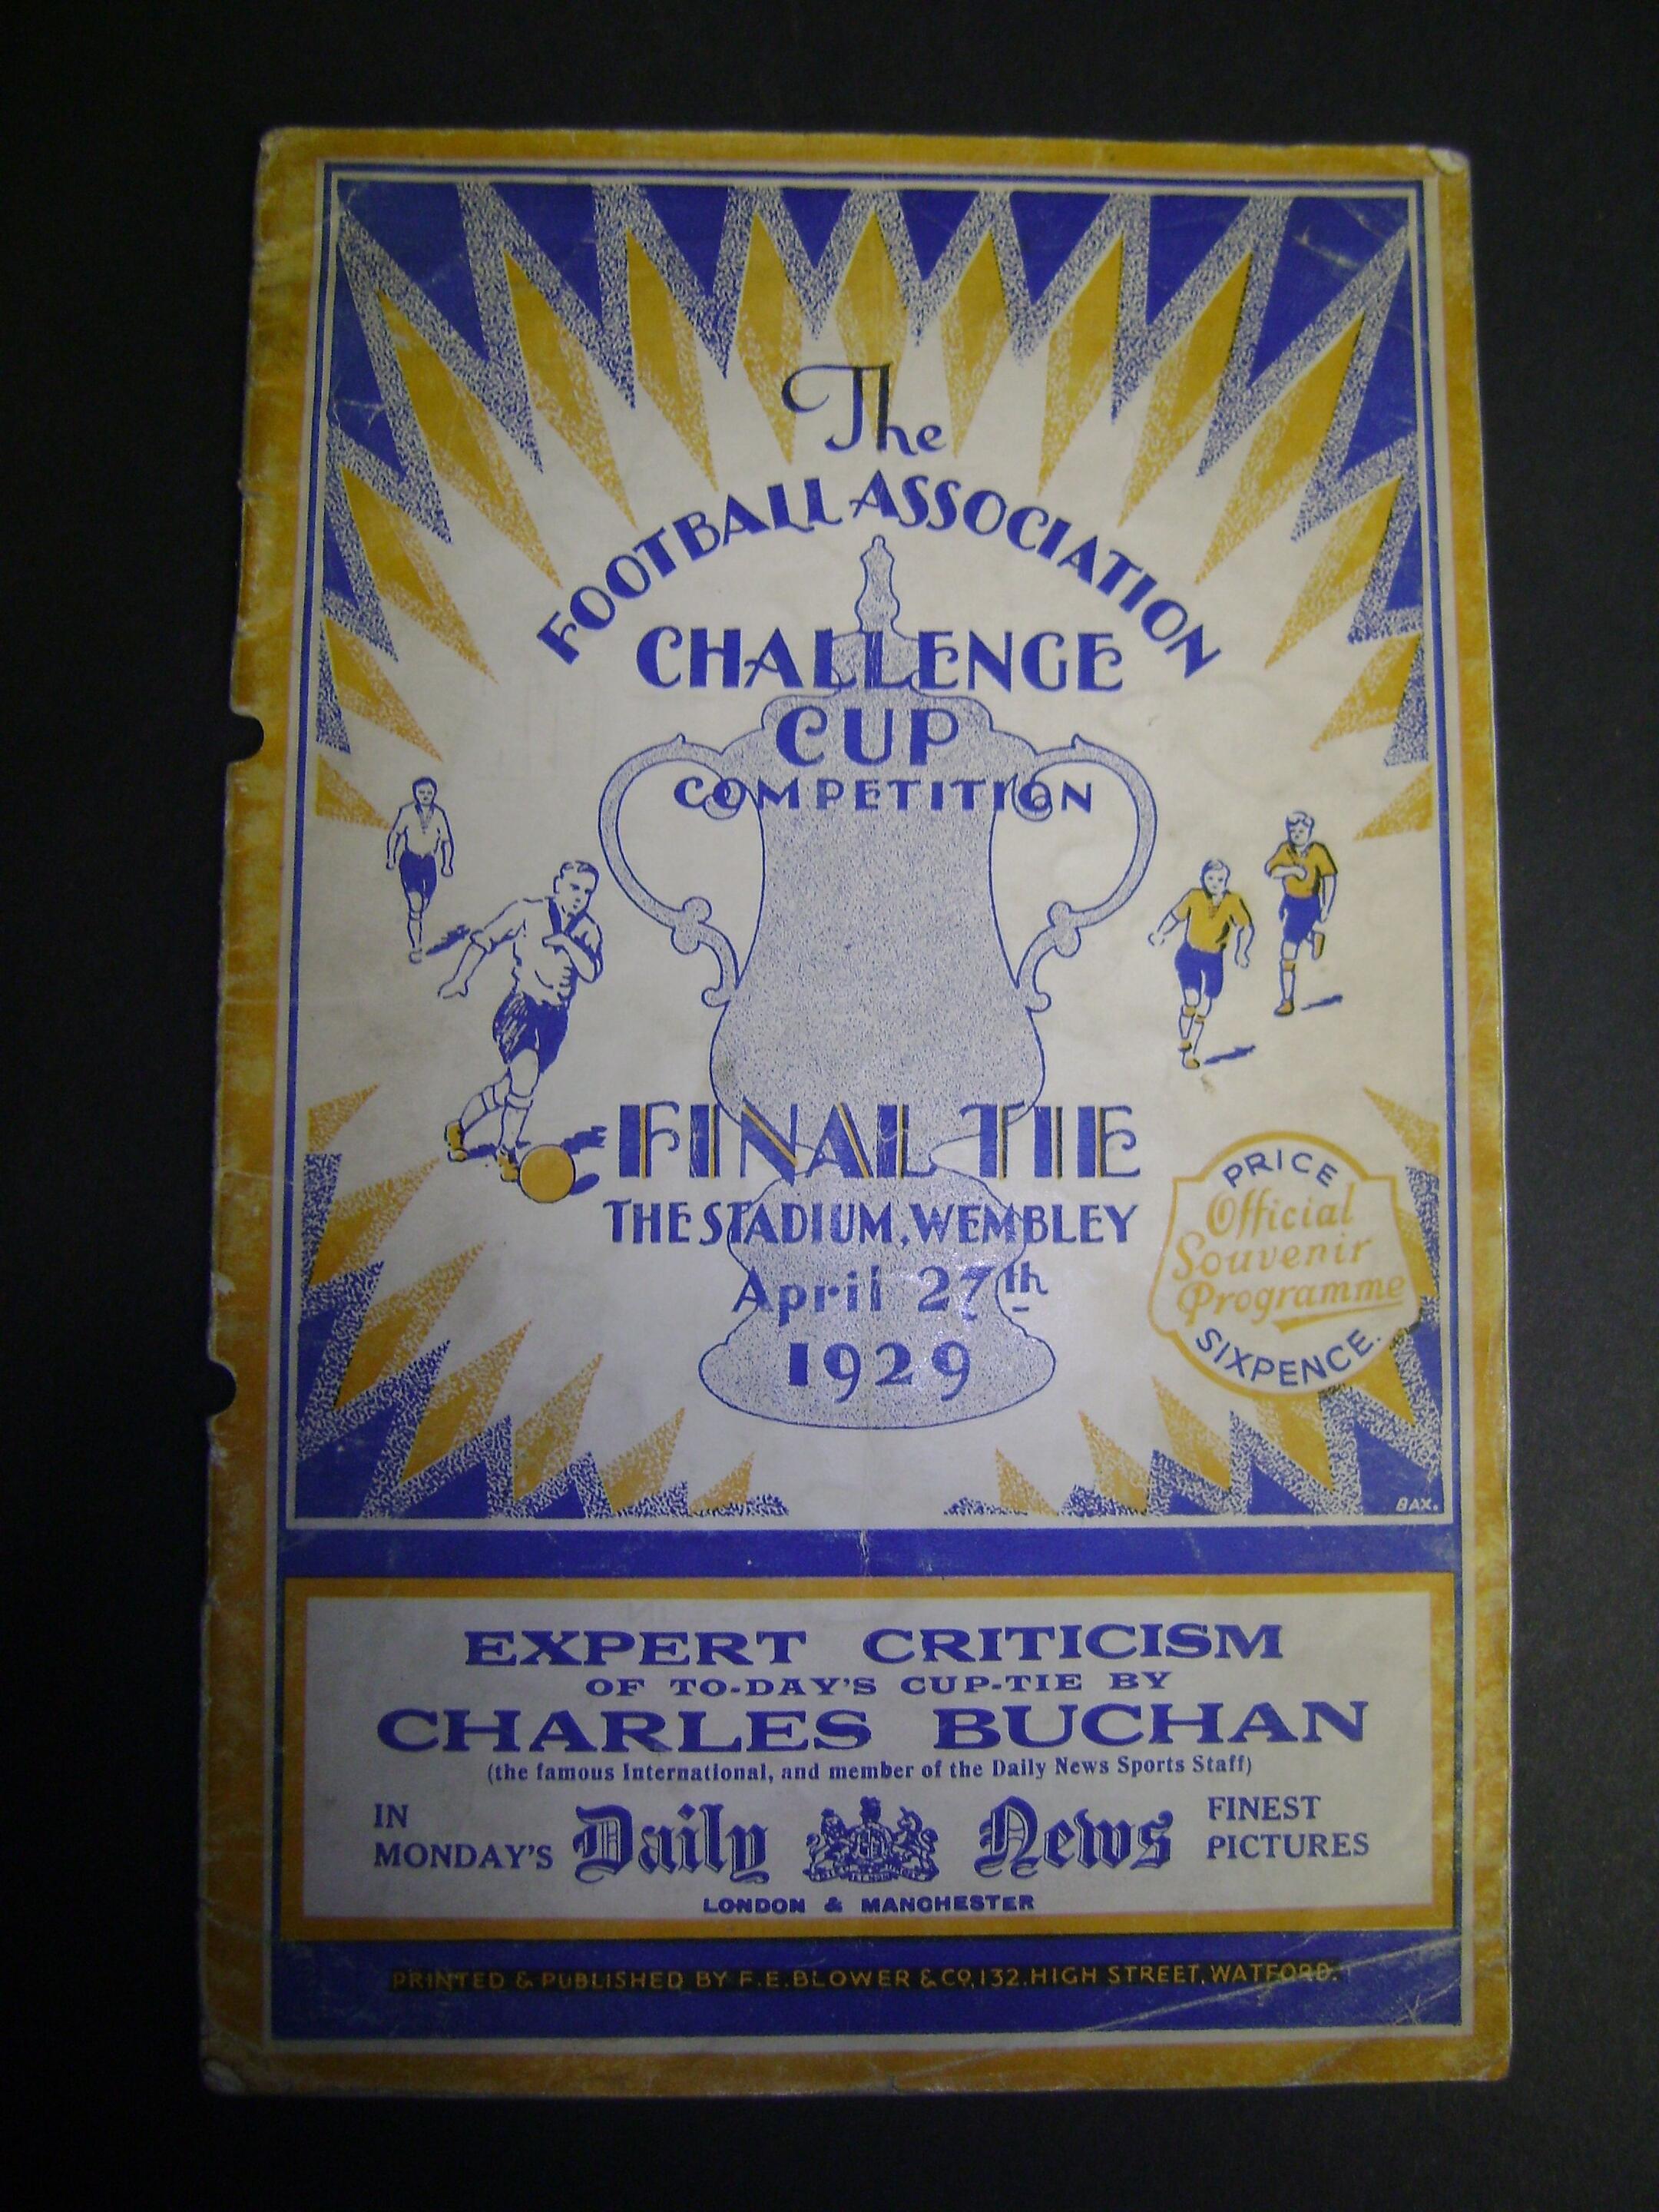 The
FOOTBALL ASSOCIATION
CHALLENGE
CUP
COMPETITION
FINAL TIE
THE STADIUM, WEMBLEY
April 27th
1929
PRICE
Official
Souvenir
Programme
SIXPENCE.
BAX.
EXPERT CRITICISM
OF TO-DAY'S CUP-TIE BY
CHARLES BUCHAN
(the famous International, and member of the Daily News Sports Staff)
IN
MONDAY'S
Daily News
FINEST
PICTURES
LONDON & MANCHESTER
PRINTED & PUBLISHED BY F.E.BLOWER & CO, 132.HIGH STREET, WATFORD.